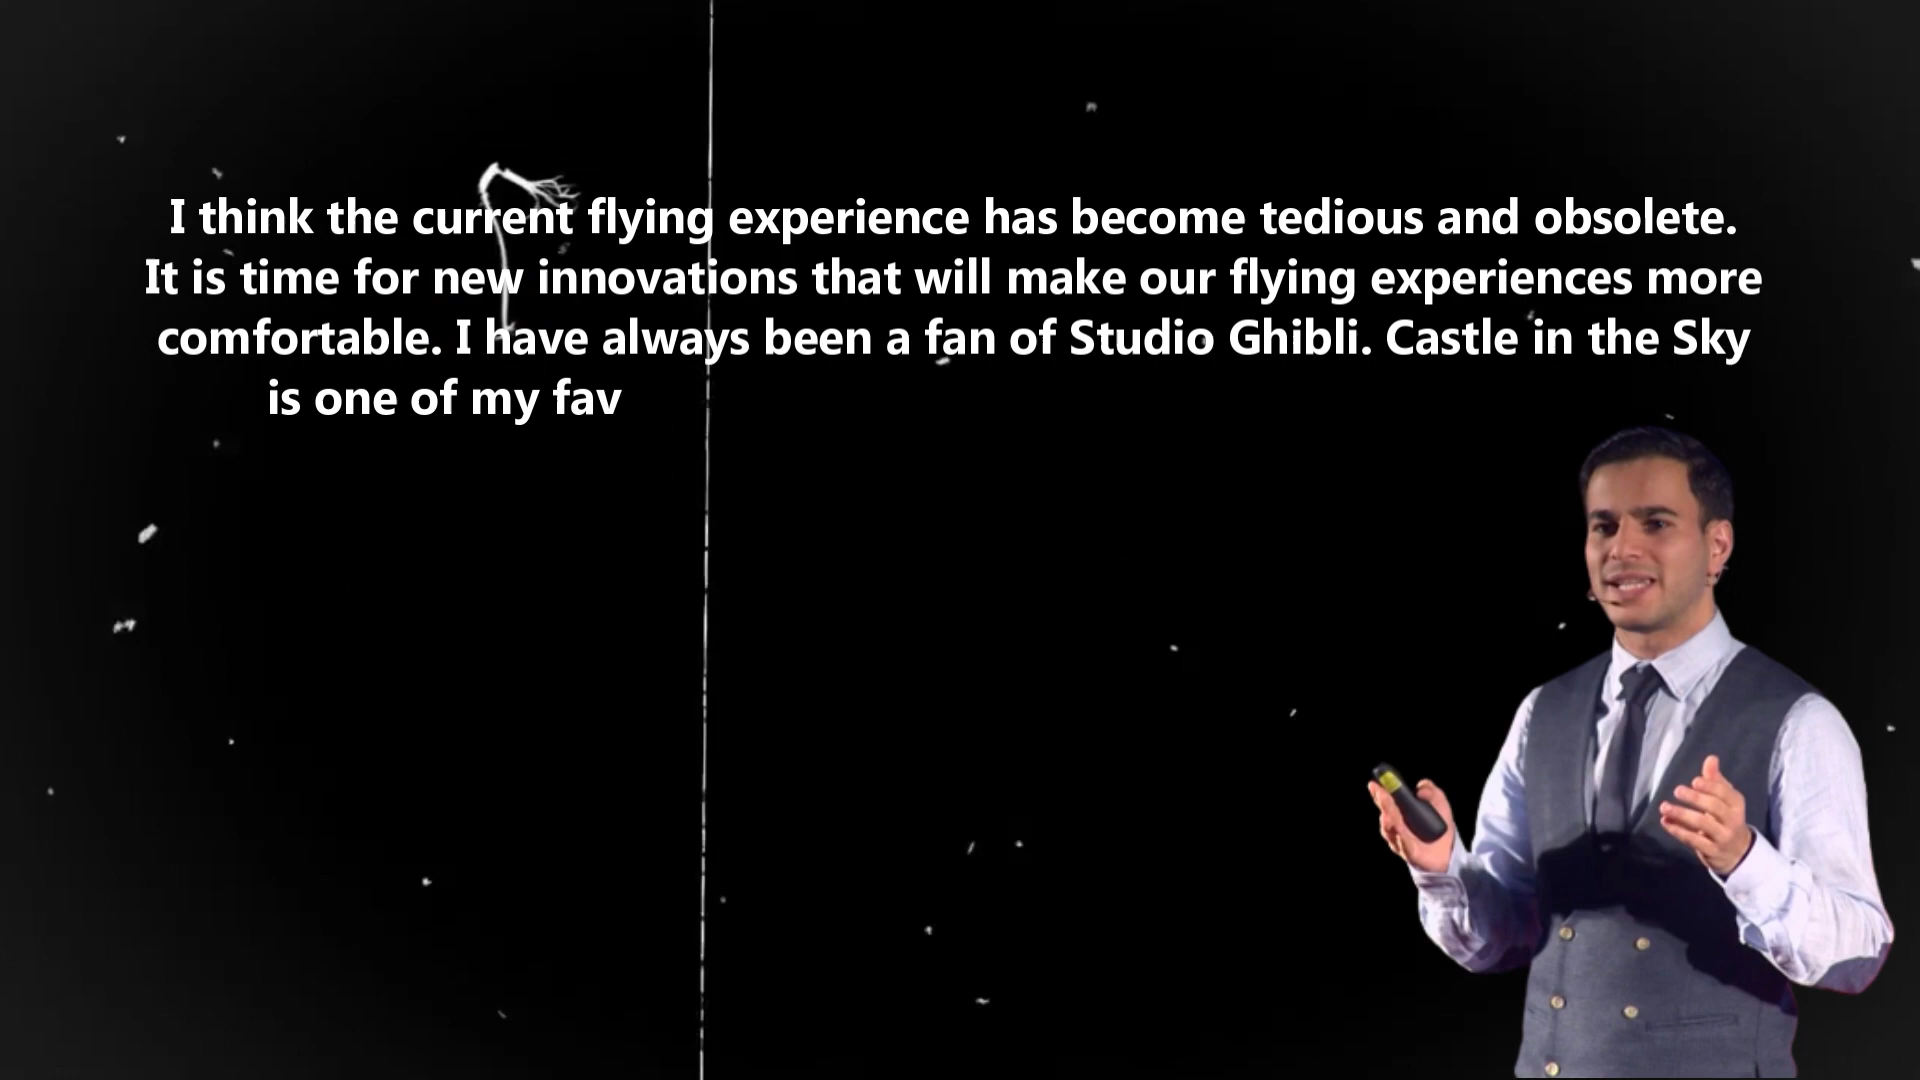 I think the current flying experience has become tedious and obsolete.
It is time for new innovations that will make our flying experiences more
comfortable. I have always been a fan of Studio Ghibli. Castle in the Sky
is one of my fav